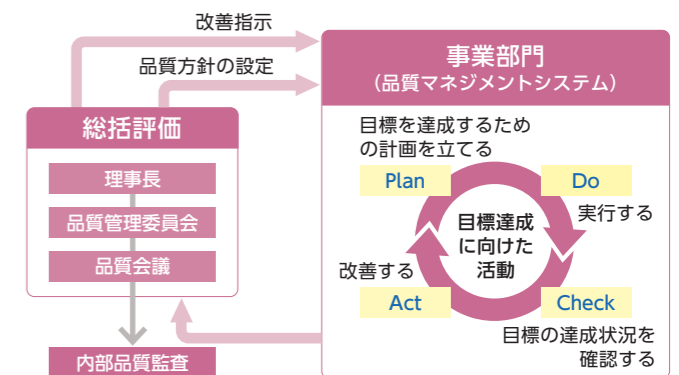 改善指示
品質方針の設定
総括評価
理事長
品質管理委員会
品質会議
内部品質監査
事業部門
（品質マネジメントシステム）
目標を達成するため
の計画を立てる
Plan
Do
実行する
目標達成
に向けた
活動
改善する
Act
Check
目標の達成状況を
確認する